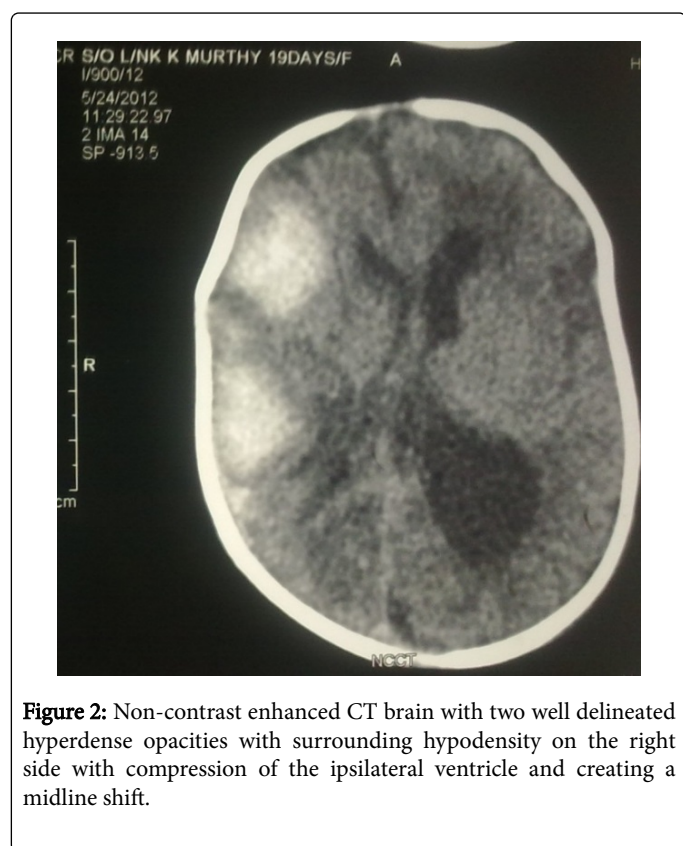 CR S/O L/NK K MURTHY 19DAYS/F A H
I/900/12
5/24/2012
11:29:22.97
2 IMA 14
SP -913.5
R
cm
NCCT
Figure 2: Non-contrast enhanced CT brain with two well delineated
hyperdense opacities with surrounding hypodensity on the right
side with compression of the ipsilateral ventricle and creating a
midline shift.